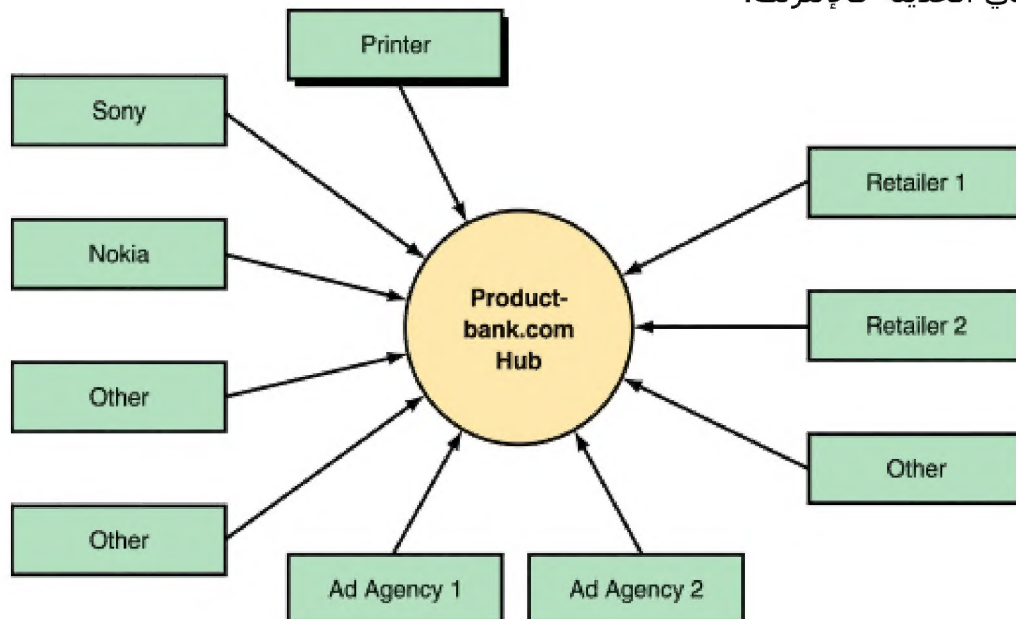 كالإنترنت.
Printer
Sony
Retailer 1
Nokia
Product-
bank.com
Hub
Retailer 2
Other
Other
Other
Ad Agency 1
Ad Agency 2